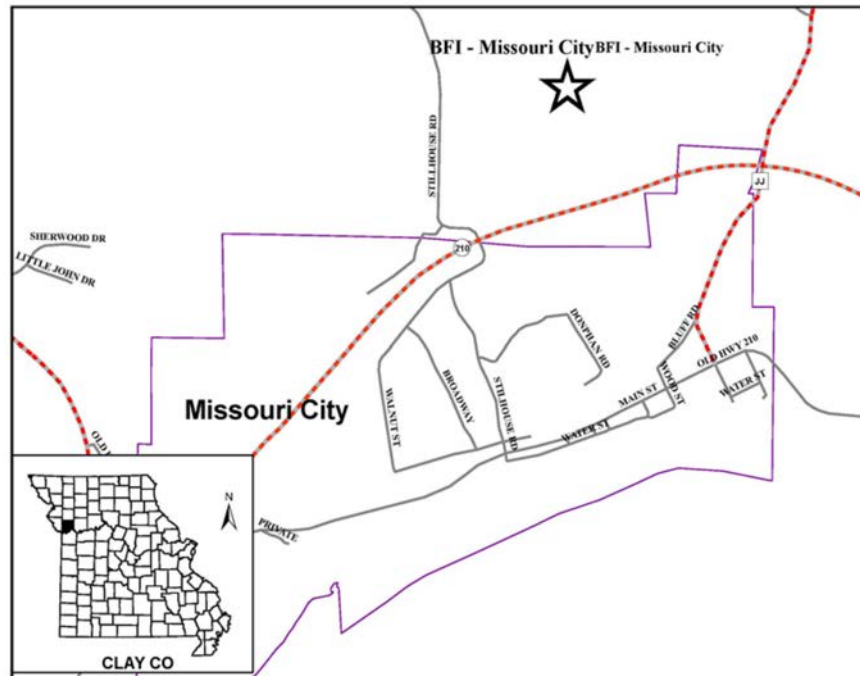 BFI - Missouri City BFI - Missouri City
STILLHOUSE RD
JJ
SHERWOOD DR
LITTLE JOHN DR
210
DONPHAN RD
BLUFF RD
OLD HWY 210
WATER ST
WOOD ST
MAIN ST
WATER ST
BROADWAY
WALNUT ST
STILHOUSE RD
Missouri City
PRIVATE
N
CLAY CO